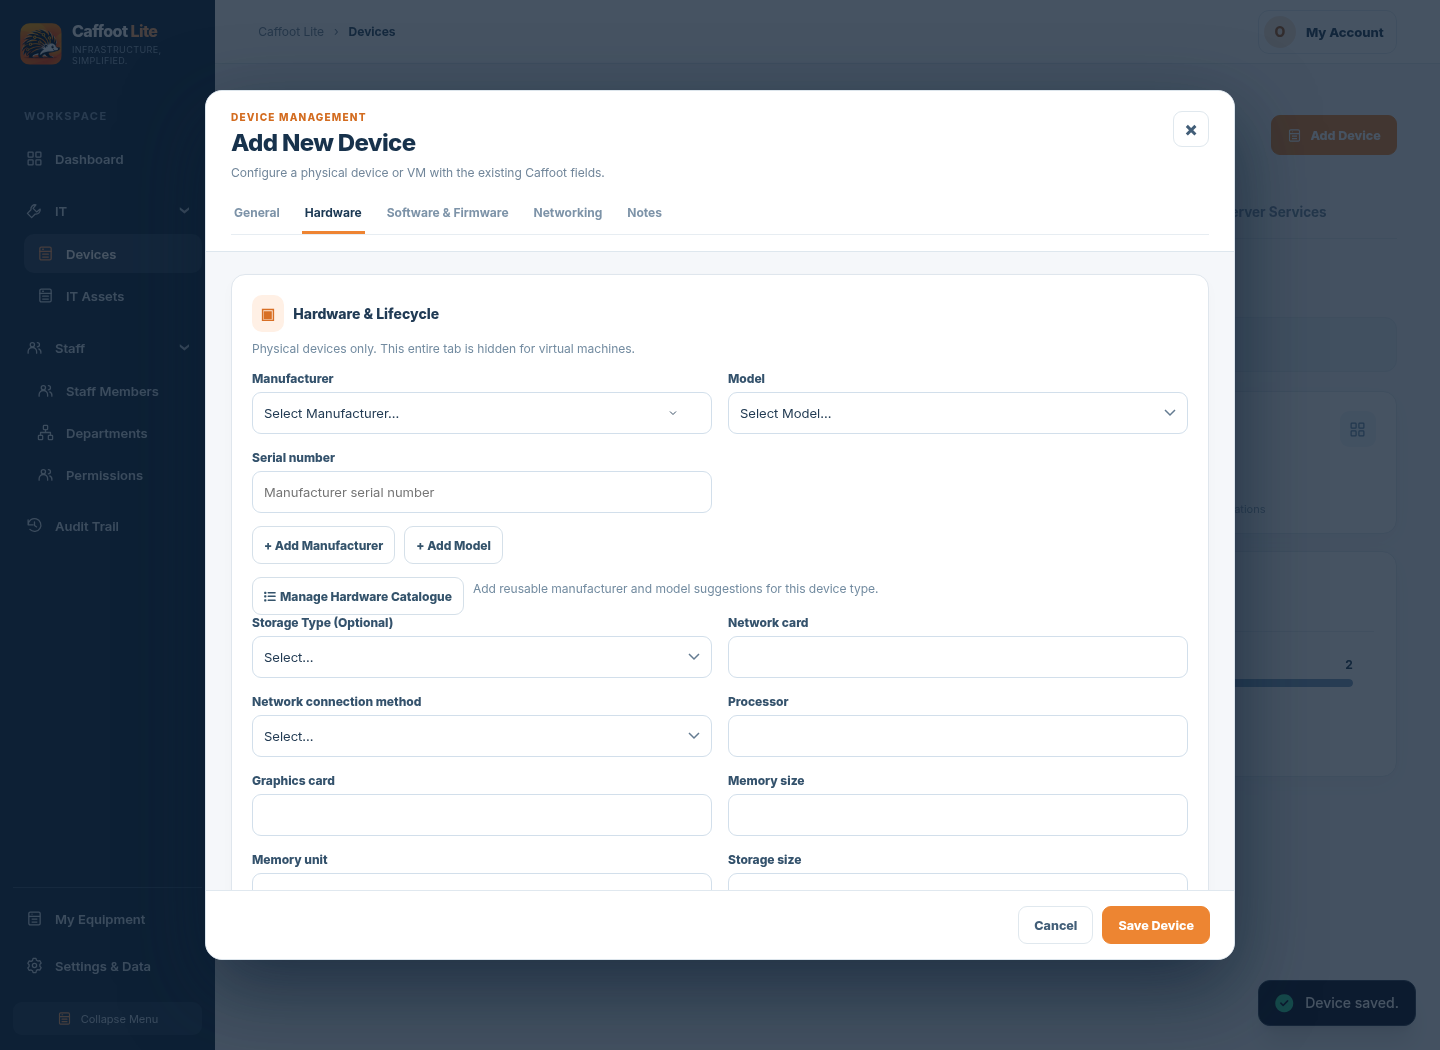 Caffoot Lite
INFRASTRUCTURE,
SIMPLIFIED.
WORKSPACE
Dashboard
IT
Devices
IT Assets
Staff
Staff Members
Departments
Permissions
Audit Trail
My Equipment
Settings & Data
Collapse Menu
Caffoot Lite › Devices
O My Account
Add Device
DEVICE MANAGEMENT
Add New Device
Configure a physical device or VM with the existing Caffoot fields.
General Hardware Software & Firmware Networking Notes
Hardware & Lifecycle
Physical devices only. This entire tab is hidden for virtual machines.
Manufacturer Model
Select Manufacturer... Select Model...
Serial number
Manufacturer serial number
+ Add Manufacturer + Add Model
Manage Hardware Catalogue Add reusable manufacturer and model suggestions for this device type.
Storage Type (Optional) Network card
Select...
Network connection method Processor
Select...
Graphics card Memory size
Memory unit Storage size
Cancel Save Device
Services
2
Device saved.